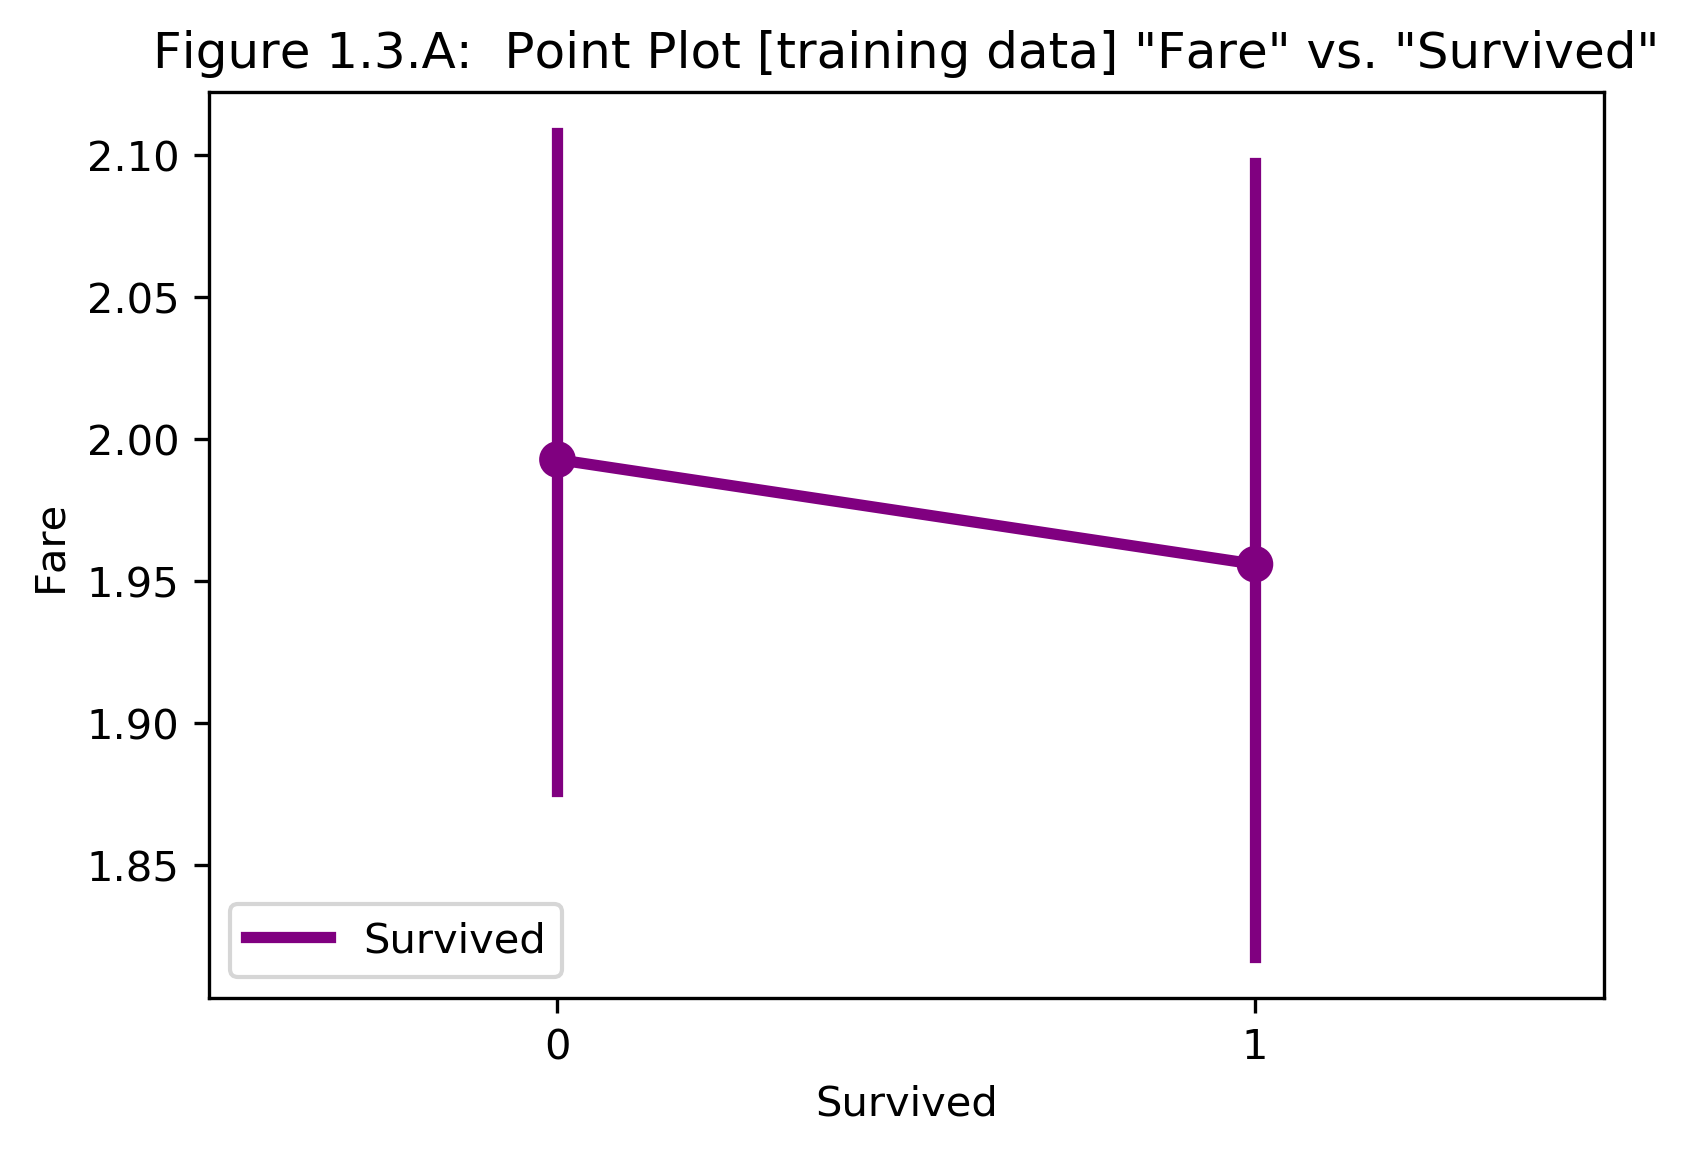 Figure 1.3.A:  Point Plot [training data] "Fare" vs. "Survived"
2.10
2.05
2.00
1.95
1.90
1.85
Fare
Survived
0
1
Survived